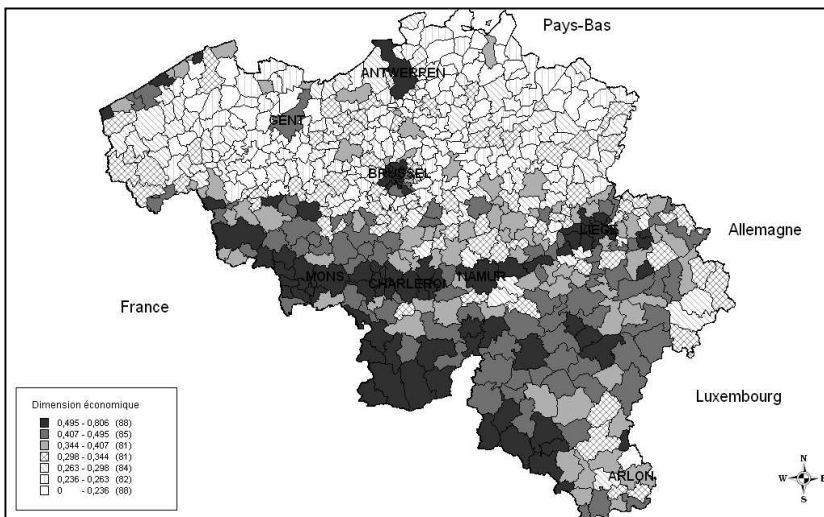 Pays-Bas
ANTWERPEN
GENT
BRUSSEL
LIEGE
Allemagne
MONS
CHARLEROI
NAMUR
France
Luxembourg
Dimension économique
0,495 - 0,806 (88)
0,407 - 0,495 (85)
0,344 - 0,407 (81)
0,298 - 0,344 (81)
0,263 - 0,298 (84)
0,236 - 0,263 (82)
0 - 0,236 (88)
ARLON
N
W E
S